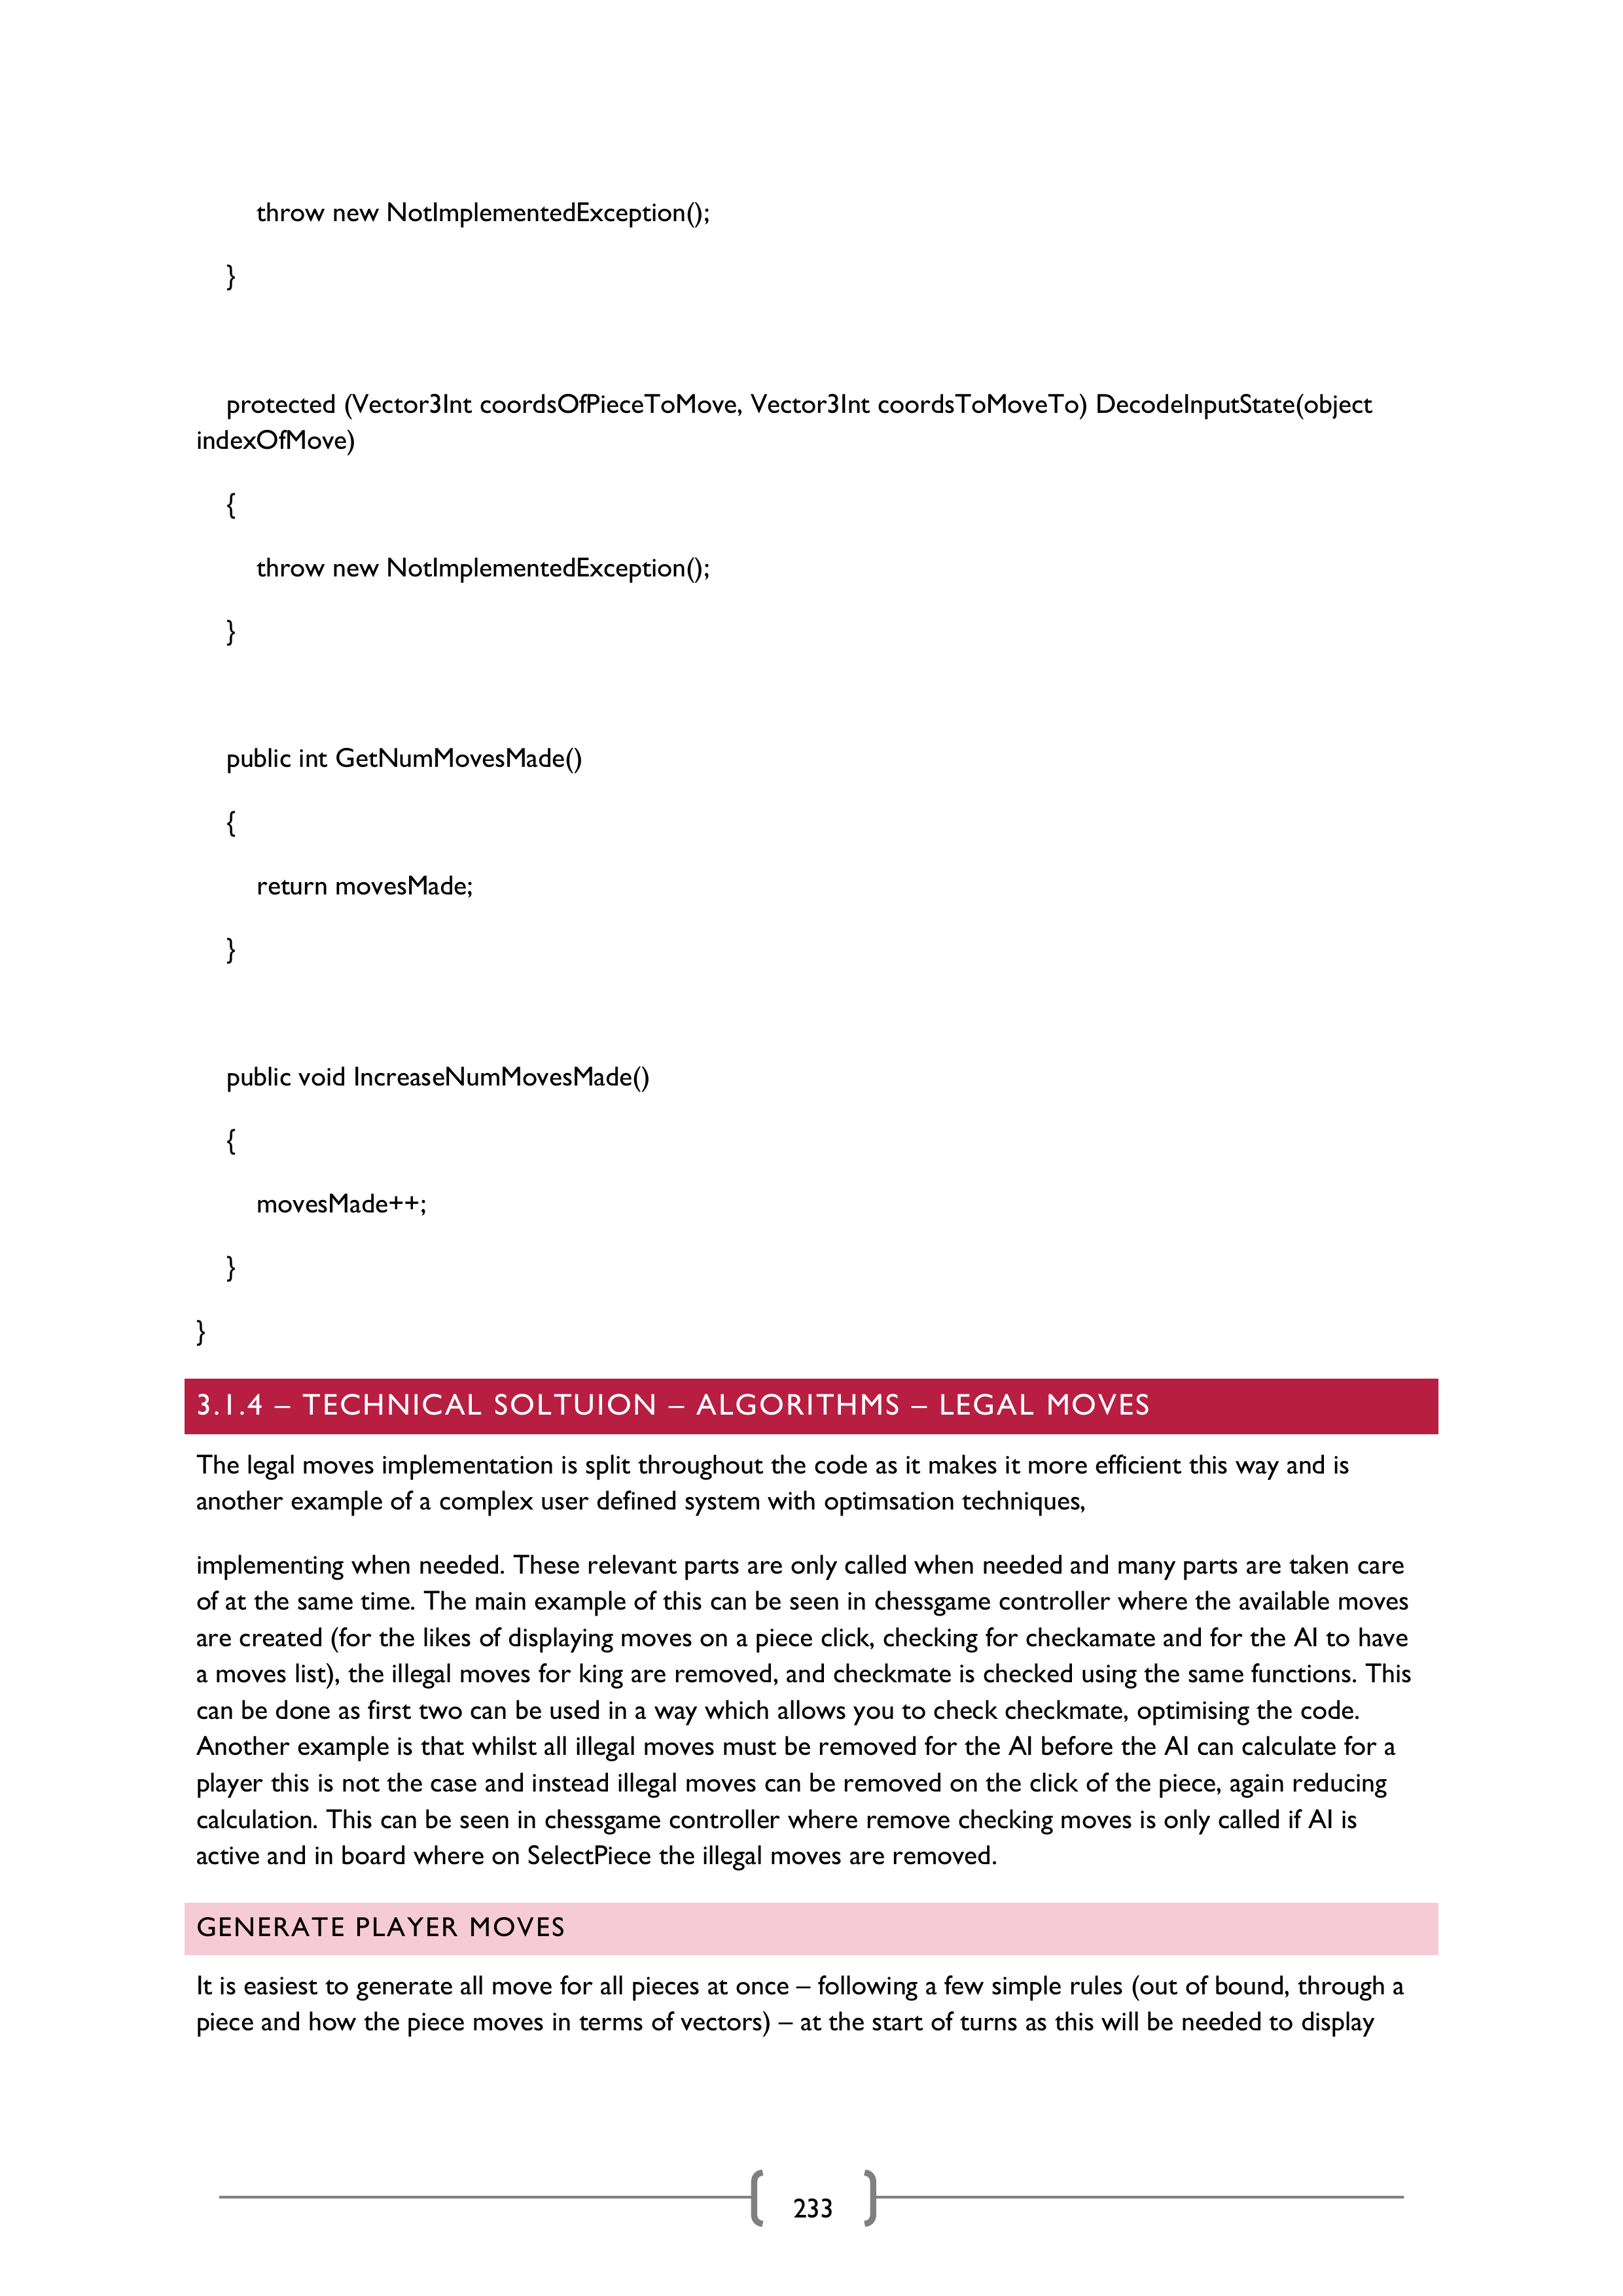 throw new NotImplementedException();
}
protected (Vector3Int coordsOfPieceToMove, Vector3Int coordsToMoveTo) DecodeInputState(object
indexOfMove)
{
throw new NotImplementedException();
}
public int GetNumMovesMade()
{
return movesMade;
}
public void IncreaseNumMovesMade()
{
movesMade++;
}
}
3.1.4 – TECHNICAL SOLTUION – ALGORITHMS – LEGAL MOVES
The legal moves implementation is split throughout the code as it makes it more efficient this way and is
another example of a complex user defined system with optimsation techniques,
implementing when needed. These relevant parts are only called when needed and many parts are taken care
of at the same time. The main example of this can be seen in chessgame controller where the available moves
are created (for the likes of displaying moves on a piece click, checking for checkamate and for the AI to have
a moves list), the illegal moves for king are removed, and checkmate is checked using the same functions. This
can be done as first two can be used in a way which allows you to check checkmate, optimising the code.
Another example is that whilst all illegal moves must be removed for the AI before the AI can calculate for a
player this is not the case and instead illegal moves can be removed on the click of the piece, again reducing
calculation. This can be seen in chessgame controller where remove checking moves is only called if AI is
active and in board where on SelectPiece the illegal moves are removed.
GENERATE PLAYER MOVES
It is easiest to generate all move for all pieces at once – following a few simple rules (out of bound, through a
piece and how the piece moves in terms of vectors) – at the start of turns as this will be needed to display
233